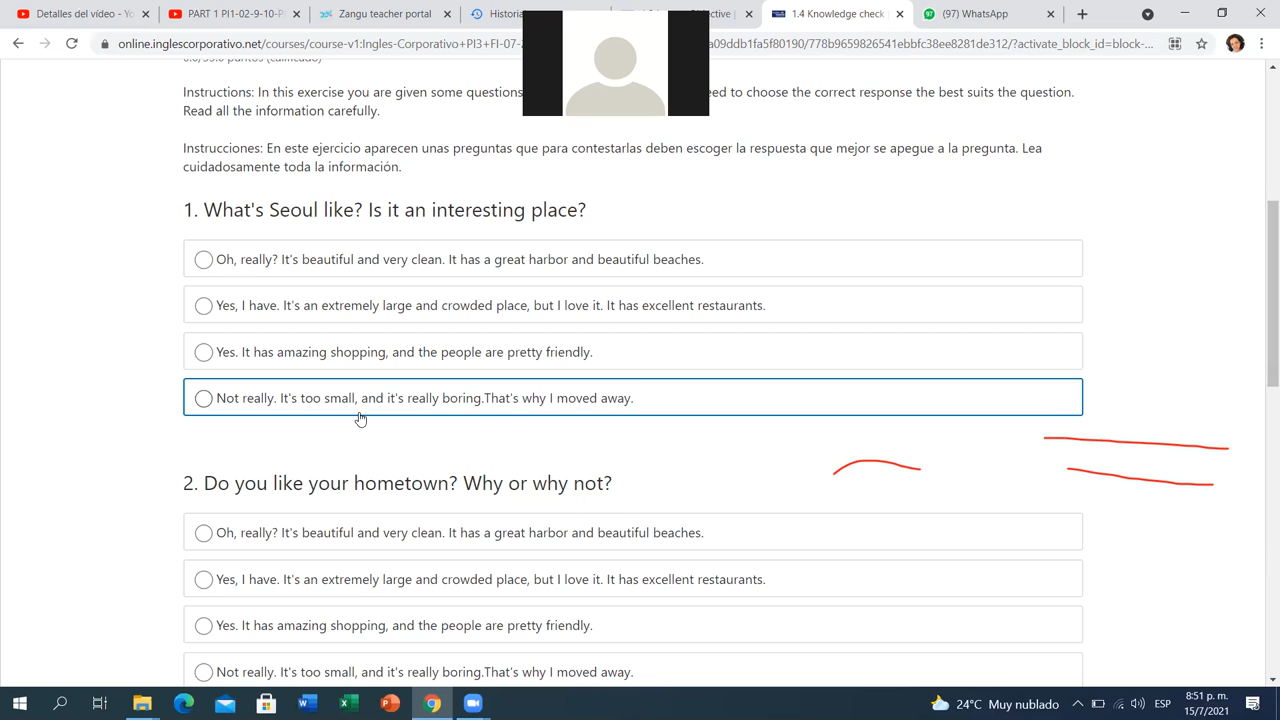 Detalles del vídeo - Yo
PART 1 PI1-02-9-10-P
Zangu teacher portal
Historia
bjective |
1.4 Knowledge check |
(97) WhatsApp
online.inglescorporativo.net/courses/course-v1:Ingles-Corporativo+PI3+FI-07-2
a09ddb1fa5f80190/778b9659826541ebbfc38ee8281de312/?activate_block_id=block-...
Instructions: In this exercise you are given some questions
eed to choose the correct response the best suits the question.
Read all the information carefully.
Instrucciones: En este ejercicio aparecen unas preguntas que para contestarlas deben escoger la respuesta que mejor se apegue a la pregunta. Lea
cuidadosamente toda la información.
1. What's Seoul like? Is it an interesting place?
Oh, really? It's beautiful and very clean. It has a great harbor and beautiful beaches.
Yes, I have. It's an extremely large and crowded place, but I love it. It has excellent restaurants.
Yes. It has amazing shopping, and the people are pretty friendly.
Not really. It's too small, and it's really boring.That's why I moved away.
2. Do you like your hometown? Why or why not?
Oh, really? It's beautiful and very clean. It has a great harbor and beautiful beaches.
Yes, I have. It's an extremely large and crowded place, but I love it. It has excellent restaurants.
Yes. It has amazing shopping, and the people are pretty friendly.
Not really. It's too small, and it's really boring.That's why I moved away.
24°C Muy nublado
ESP
8:51 p. m.
15/7/2021